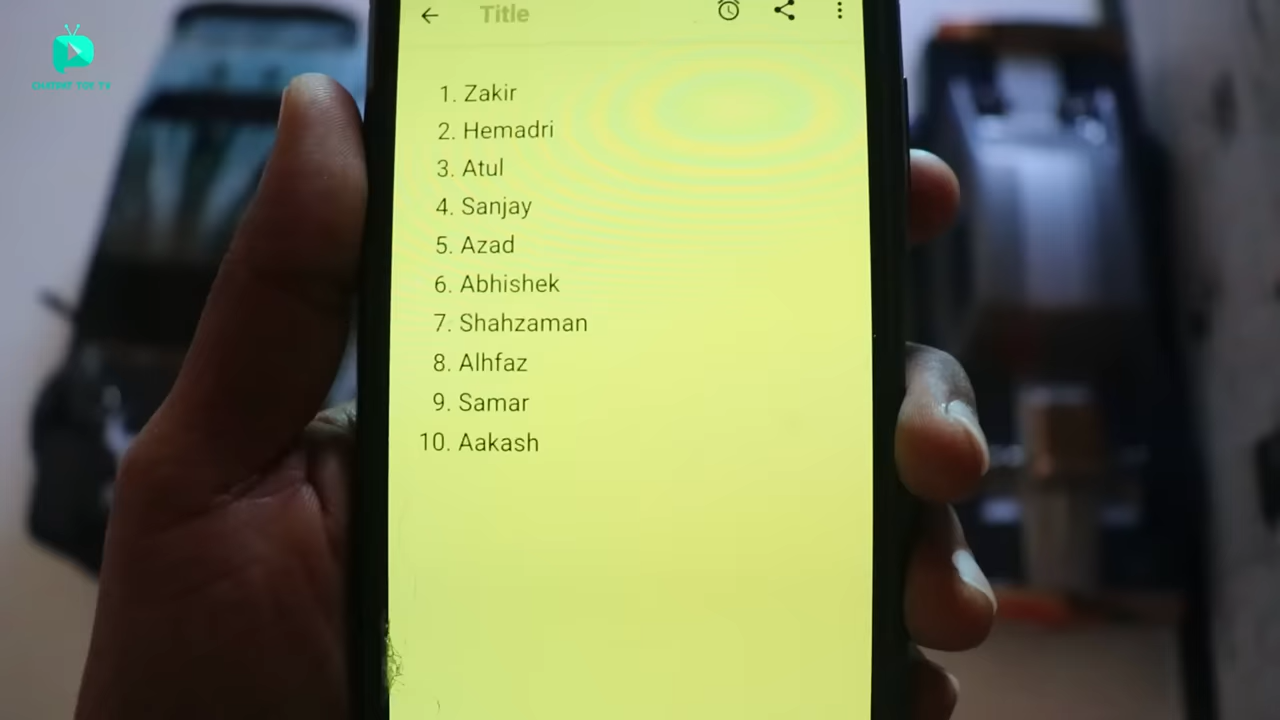 Title
1. Zakir
2. Hemadri
3. Atul
4. Sanjay
5. Azad
6. Abhishek
7. Shahzaman
8. Alhfaz
9. Samar
10. Aakash